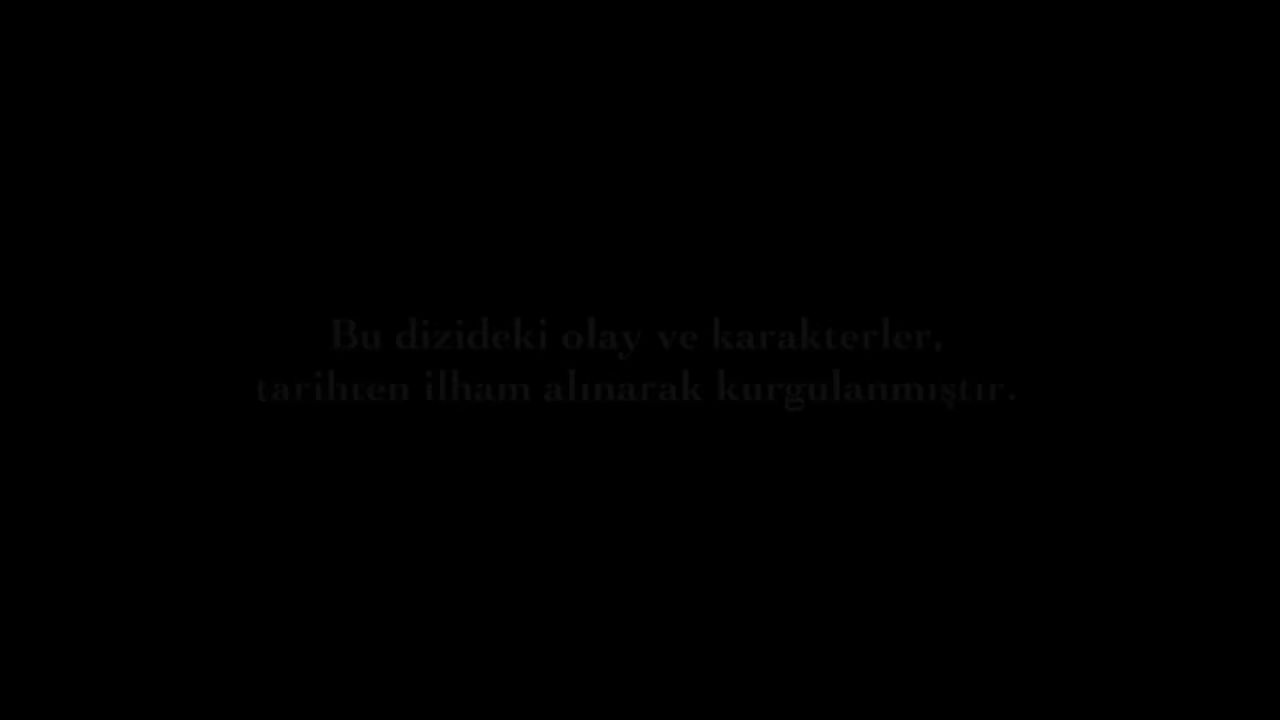 Bu dizideki olay ve karakterler,
tarihten ilham alınarak kurgulanmıştır.